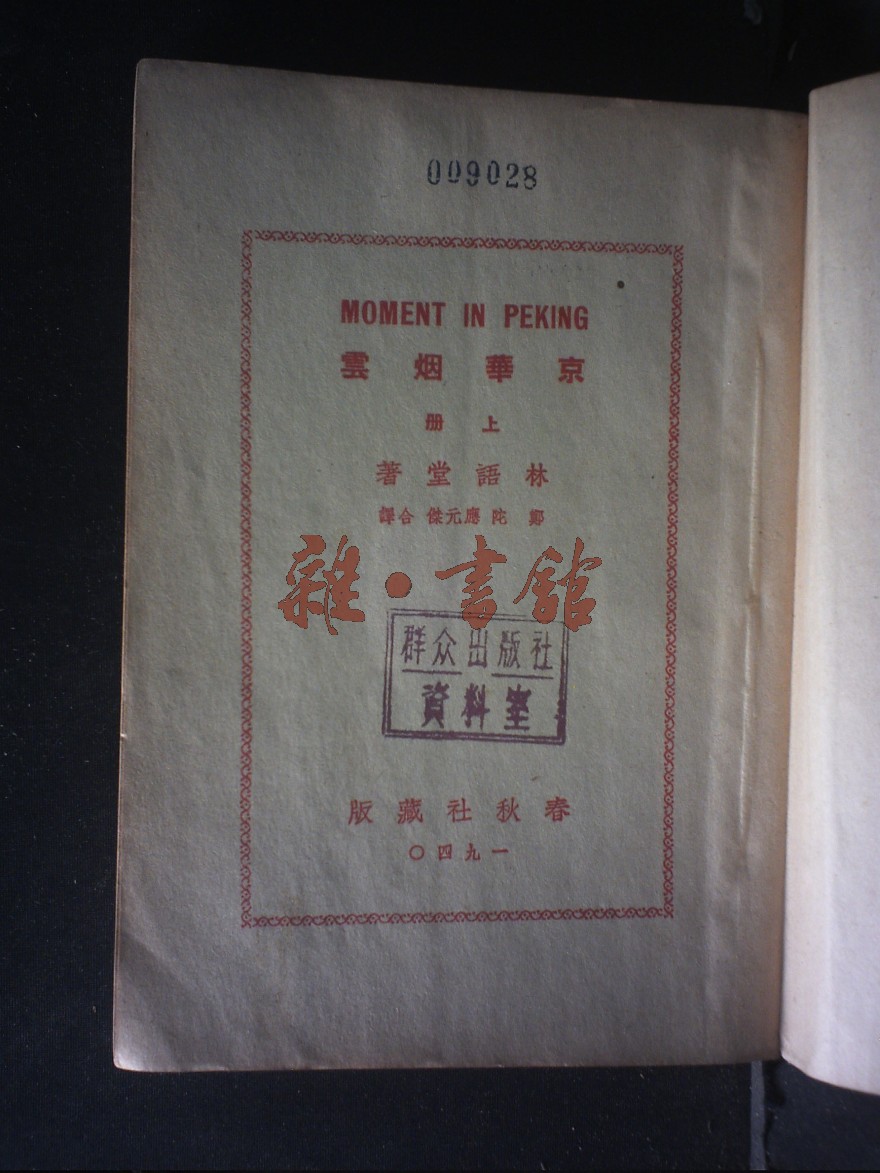 009028
MOMENT IN PEKING
京華烟雲
上册
林語堂著
鄭陀 應元傑 合譯
雜·書舘
群众出版社
資料室
春秋社藏版
一九四〇